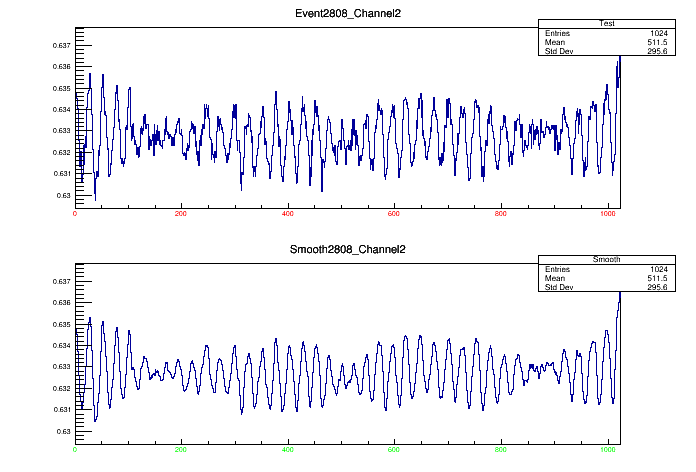 Event2808_Channel2
Test
Entries 1024
Mean 511.5
Std Dev 295.6
0.637
0.636
0.635
0.634
0.633
0.632
0.631
0.63
0 200 400 600 800 1000
Smooth2808_Channel2
Smooth
Entries 1024
Mean 511.5
Std Dev 295.6
0.637
0.636
0.635
0.634
0.633
0.632
0.631
0.63
0 200 400 600 800 1000